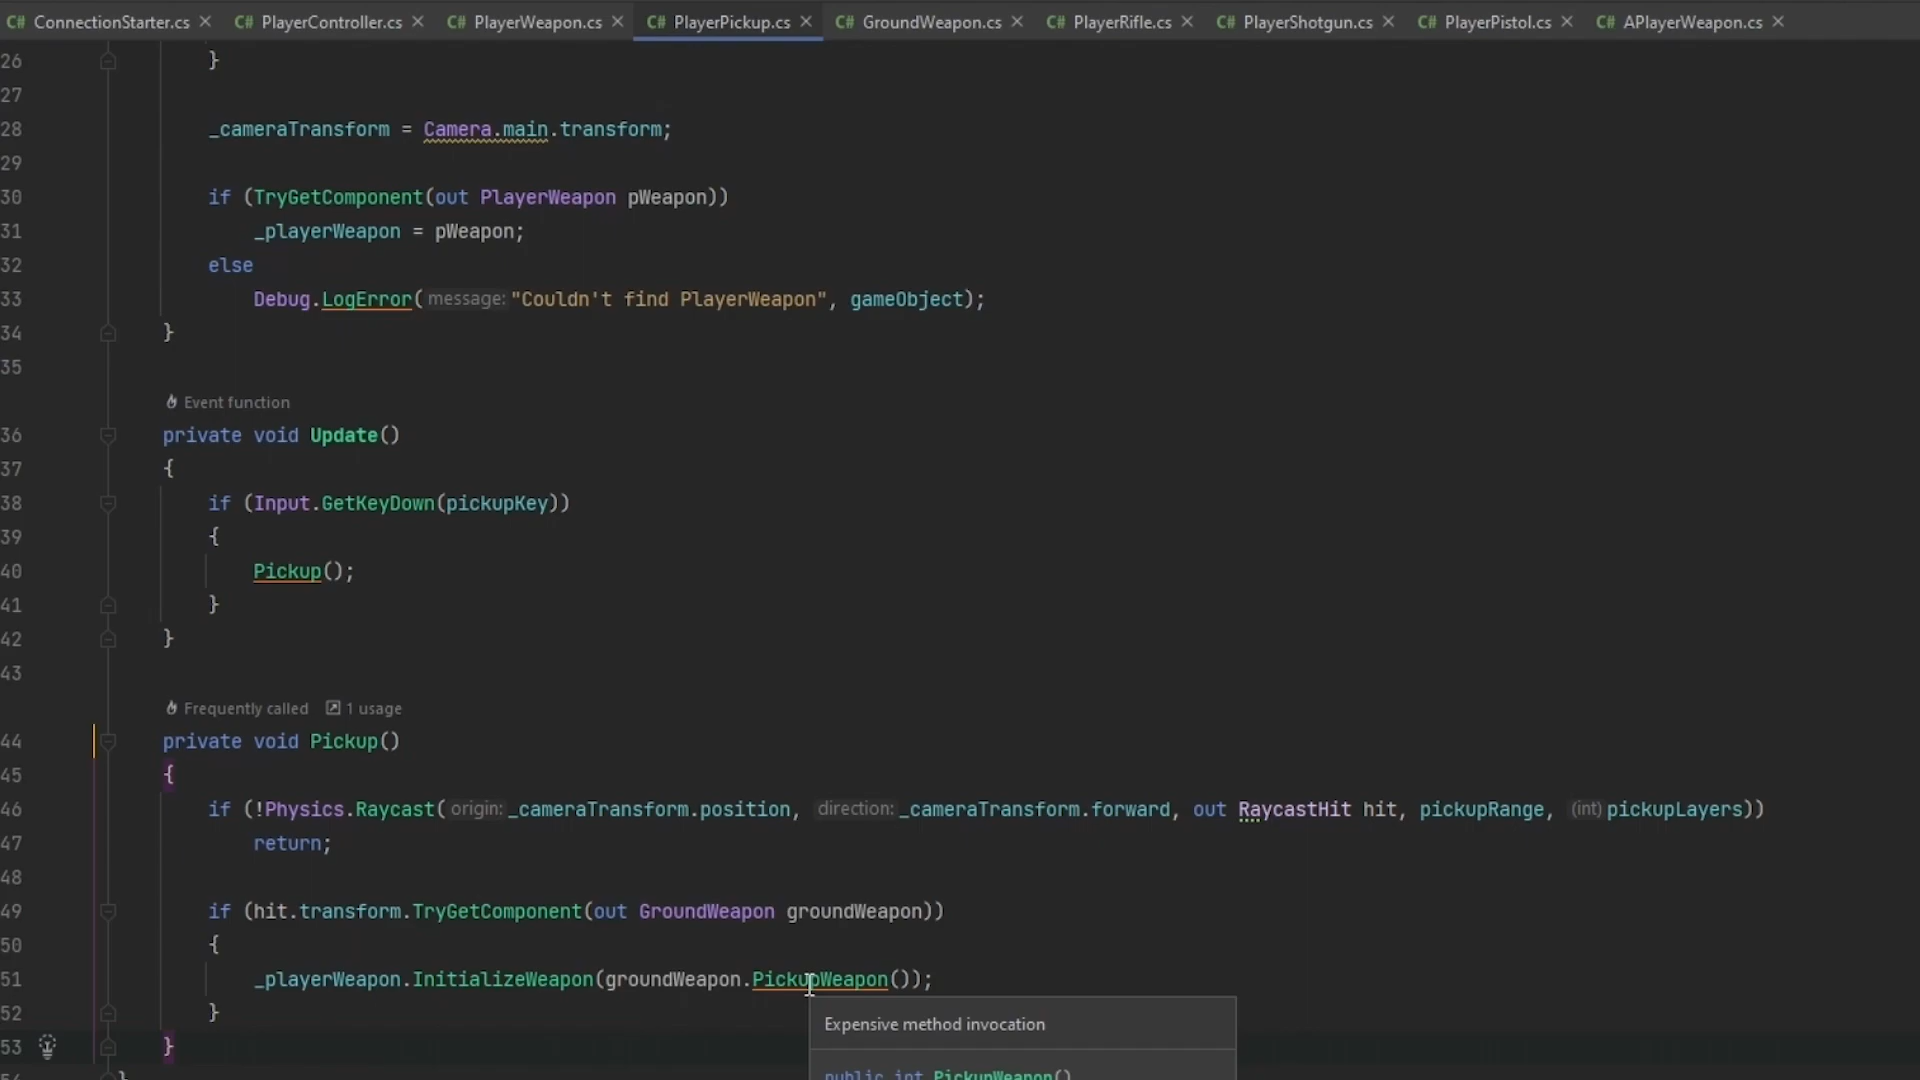 C# ConnectionStarter.cs × C# PlayerController.cs × C# PlayerWeapon.cs × C# PlayerPickup.cs × C# GroundWeapon.cs × C# PlayerRifle.cs × C# PlayerShotgun.cs × C# PlayerPistol.cs × C# APlayerWeapon.cs ×
26 }
27
28 _cameraTransform = Camera.main.transform;
29
30 if (TryGetComponent(out PlayerWeapon pWeapon))
31 _playerWeapon = pWeapon;
32 else
33 Debug.LogError( message: "Couldn't find PlayerWeapon", gameObject);
34 }
35
Event function
36 private void Update()
37 {
38 if (Input.GetKeyDown(pickupKey))
39 {
40 Pickup();
41 }
42 }
43
Frequently called 1 usage
44 private void Pickup()
45 {
46 if (!Physics.Raycast( origin: _cameraTransform.position, direction: _cameraTransform.forward, out RaycastHit hit, pickupRange, (int) pickupLayers))
47 return;
48
49 if (hit.transform.TryGetComponent(out GroundWeapon groundWeapon))
50 {
51 _playerWeapon.InitializeWeapon(groundWeapon.PickupWeapon());
52 }
Expensive method invocation
53 }
public int PickupWeapon()
54 }